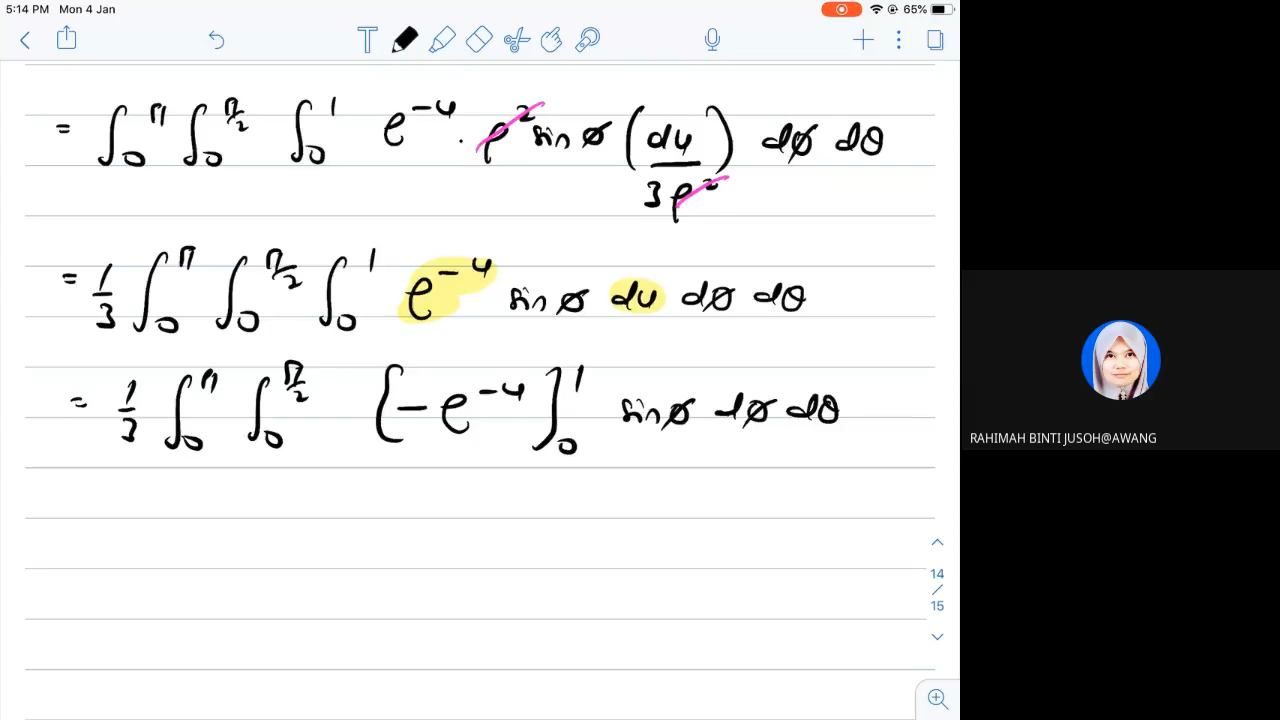 5:14 PM Mon 4 Jan 65%
= ∫₀^π ∫₀^{π/2} ∫₀^1 e^{-u} · ρ² sin φ (du / 3ρ²) dφ dθ
= 1/3 ∫₀^π ∫₀^{π/2} ∫₀^1 e^{-u} sin φ du dφ dθ
= 1/3 ∫₀^π ∫₀^{π/2} [-e^{-u}]₀^1 sin φ dφ dθ
RAHIMAH BINTI JUSOH@AWANG
14
/
15